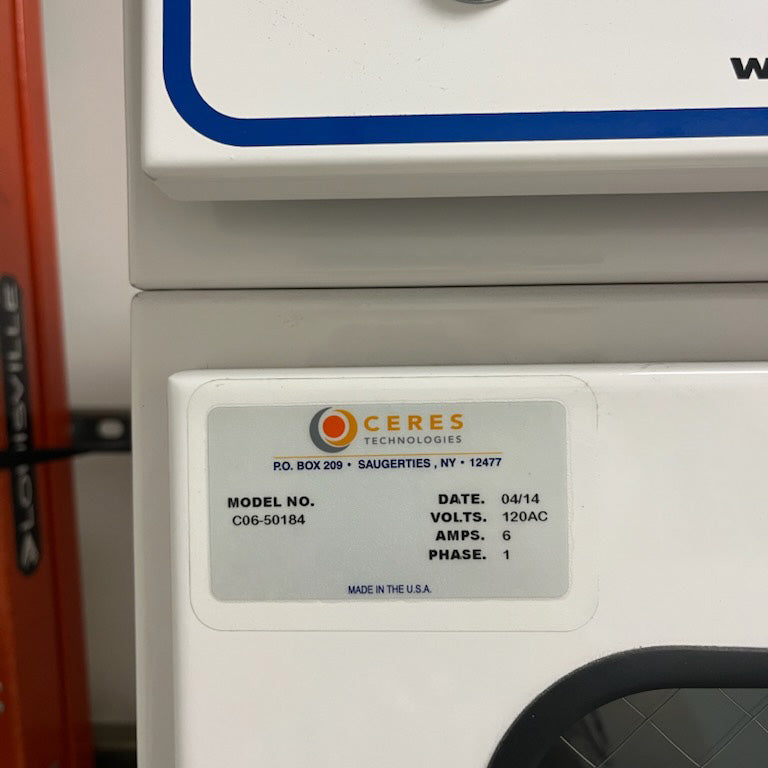 CERES
TECHNOLOGIES
P.O. BOX 209 • SAUGERTIES, NY • 12477
MODEL NO.
C06-50184
DATE. 04/14
VOLTS. 120AC
AMPS. 6
PHASE. 1
MADE IN THE U.S.A.
LOUISVILLE